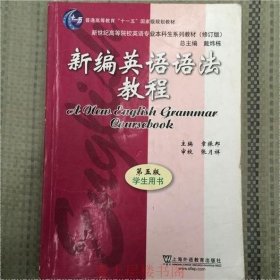 普通高等教育“十一五”国家级规划教材
新世纪高等院校英语专业本科生系列教材（修订版）
总主编 戴炜栋
新编英语语法
教程
A New English Grammar
Coursebook
主编 章振邦
审校 张月祥
第五版
学生用书
上海外语教育出版社